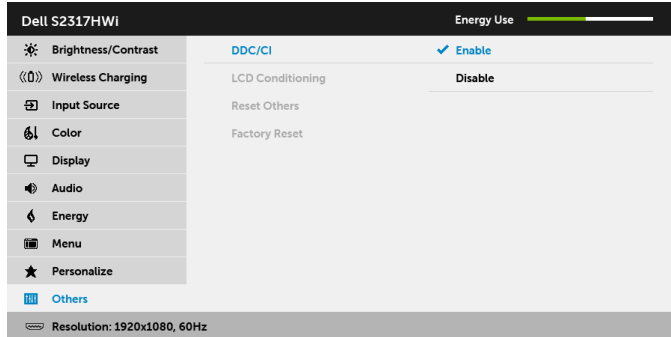 Dell S2317HWi Energy Use
Brightness/Contrast DDC/CI Enable
Wireless Charging LCD Conditioning Disable
Input Source Reset Others
Color Factory Reset
Display
Audio
Energy
Menu
Personalize
Others
Resolution: 1920x1080, 60Hz